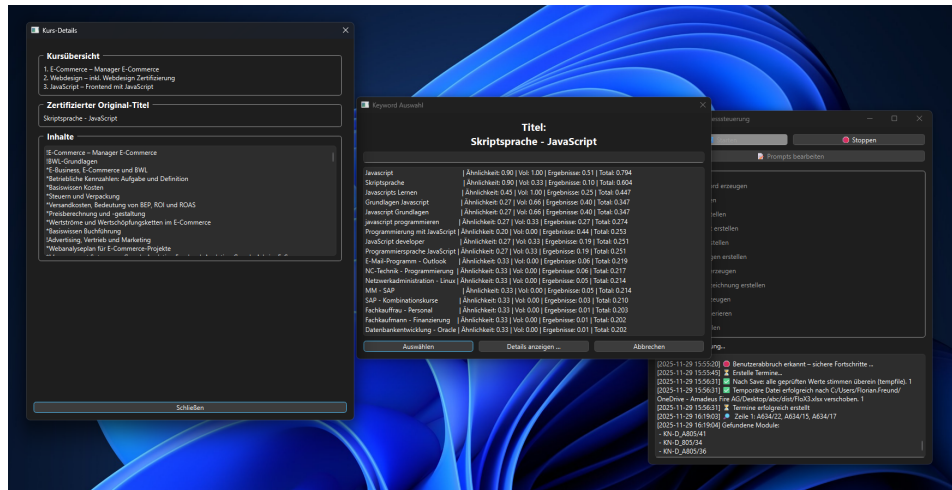 Kurs-Details
Kursübersicht
1. E-Commerce – Manager E-Commerce
2. Webdesign – inkl. Webdesign Zertifizierung
3. JavaScript – Frontend mit JavaScript
Zertifizierter Original-Titel
Skriptsprache - JavaScript
Inhalte
!E-Commerce – Manager E-Commerce
!BWL-Grundlagen
*E-Business, E-Commerce und BWL
*Betriebliche Kennzahlen: Aufgabe und Definition
*Basiswissen Kosten
*Steuern und Verpackung
*Versandkosten, Bedeutung von BEP, ROI und ROAS
*Preisberechnung und -gestaltung
*Wertströme und Wertschöpfungsketten im E-Commerce
*Basiswissen Buchführung
!Advertising, Vertrieb und Marketing
*Webanalyseplan für E-Commerce-Projekte
Schließen
Keyword Auswahl
Titel:
Skriptsprache - JavaScript
Javascript | Ähnlichkeit: 0.90 | Vol: 1.00 | Ergebnisse: 0.51 | Total: 0.794
Skriptsprache | Ähnlichkeit: 0.90 | Vol: 0.33 | Ergebnisse: 0.10 | Total: 0.604
Javascripts Lernen | Ähnlichkeit: 0.45 | Vol: 1.00 | Ergebnisse: 0.25 | Total: 0.447
Grundlagen Javascript | Ähnlichkeit: 0.27 | Vol: 0.66 | Ergebnisse: 0.40 | Total: 0.347
Javascript Grundlagen | Ähnlichkeit: 0.27 | Vol: 0.66 | Ergebnisse: 0.40 | Total: 0.347
javascript programmieren | Ähnlichkeit: 0.27 | Vol: 0.33 | Ergebnisse: 0.27 | Total: 0.274
Programmierung mit JavaScript | Ähnlichkeit: 0.20 | Vol: 0.00 | Ergebnisse: 0.44 | Total: 0.253
JavaScript developer | Ähnlichkeit: 0.27 | Vol: 0.33 | Ergebnisse: 0.19 | Total: 0.251
Programmiersprache JavaScript | Ähnlichkeit: 0.27 | Vol: 0.33 | Ergebnisse: 0.19 | Total: 0.251
E-Mail-Programm - Outlook | Ähnlichkeit: 0.33 | Vol: 0.00 | Ergebnisse: 0.06 | Total: 0.219
NC-Technik - Programmierung | Ähnlichkeit: 0.33 | Vol: 0.00 | Ergebnisse: 0.06 | Total: 0.217
Netzwerkadministration - Linux | Ähnlichkeit: 0.33 | Vol: 0.00 | Ergebnisse: 0.05 | Total: 0.214
MM - SAP | Ähnlichkeit: 0.33 | Vol: 0.00 | Ergebnisse: 0.05 | Total: 0.214
SAP - Kombinationskurse | Ähnlichkeit: 0.33 | Vol: 0.00 | Ergebnisse: 0.03 | Total: 0.210
Fachkauffrau - Personal | Ähnlichkeit: 0.33 | Vol: 0.00 | Ergebnisse: 0.01 | Total: 0.203
Fachkaufmann - Finanzierung | Ähnlichkeit: 0.33 | Vol: 0.00 | Ergebnisse: 0.01 | Total: 0.202
Datenbankentwicklung - Oracle | Ähnlichkeit: 0.33 | Vol: 0.00 | Ergebnisse: 0.01 | Total: 0.202
Auswählen
Details anzeigen ...
Abbrechen
Stoppen
Prompts bearbeiten
erzeugen
erstellen
zeichnung erstellen
[2025-11-29 15:55:20] Benutzerabbruch erkannt – sichere Fortschritte ...
[2025-11-29 15:55:45] Erstelle Termine...
[2025-11-29 15:56:31] Nach Save: alle geprüften Werte stimmen überein (tempfile). 1
[2025-11-29 15:56:31] Temporäre Datei erfolgreich nach C:/Users/Florian.Freund/
OneDrive - Amadeus Fire AG/Desktop/abc/dist/FloX3.xlsx verschoben. 1
[2025-11-29 15:56:31] Termine erfolgreich erstellt
[2025-11-29 16:19:03] Zeile 1: A634/22, A634/15, A634/17
[2025-11-29 16:19:04] Gefundene Module:
- KN-D_A805/41
- KN-D_805/34
- KN-D_A805/36